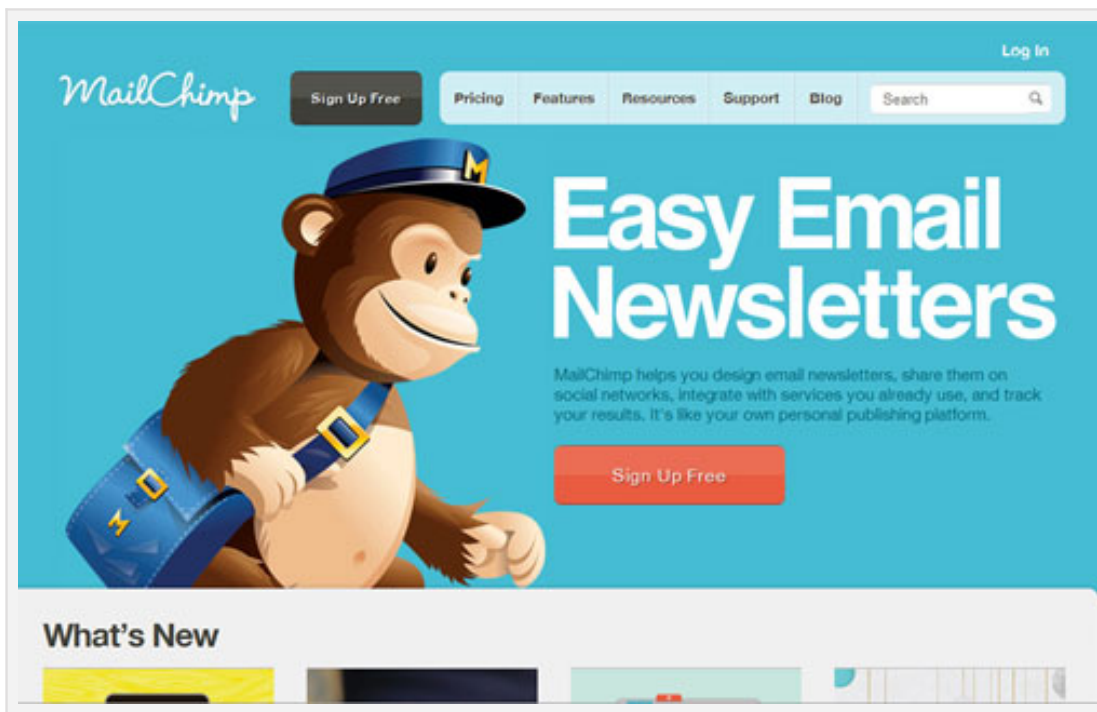 Log In
MailChimp
Sign Up Free
Pricing
Features
Resources
Support
Blog
Search
M
Easy Email
Newsletters
MailChimp helps you design email newsletters, share them on
social networks, integrate with services you already use, and track
your results. It's like your own personal publishing platform.
Sign Up Free
M
What's New